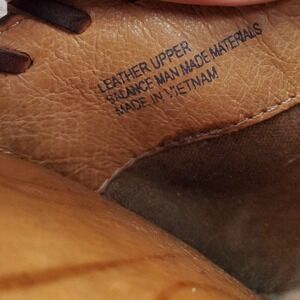 LEATHER UPPER
BALANCE MAN MADE MATERIALS
MADE IN VIETNAM